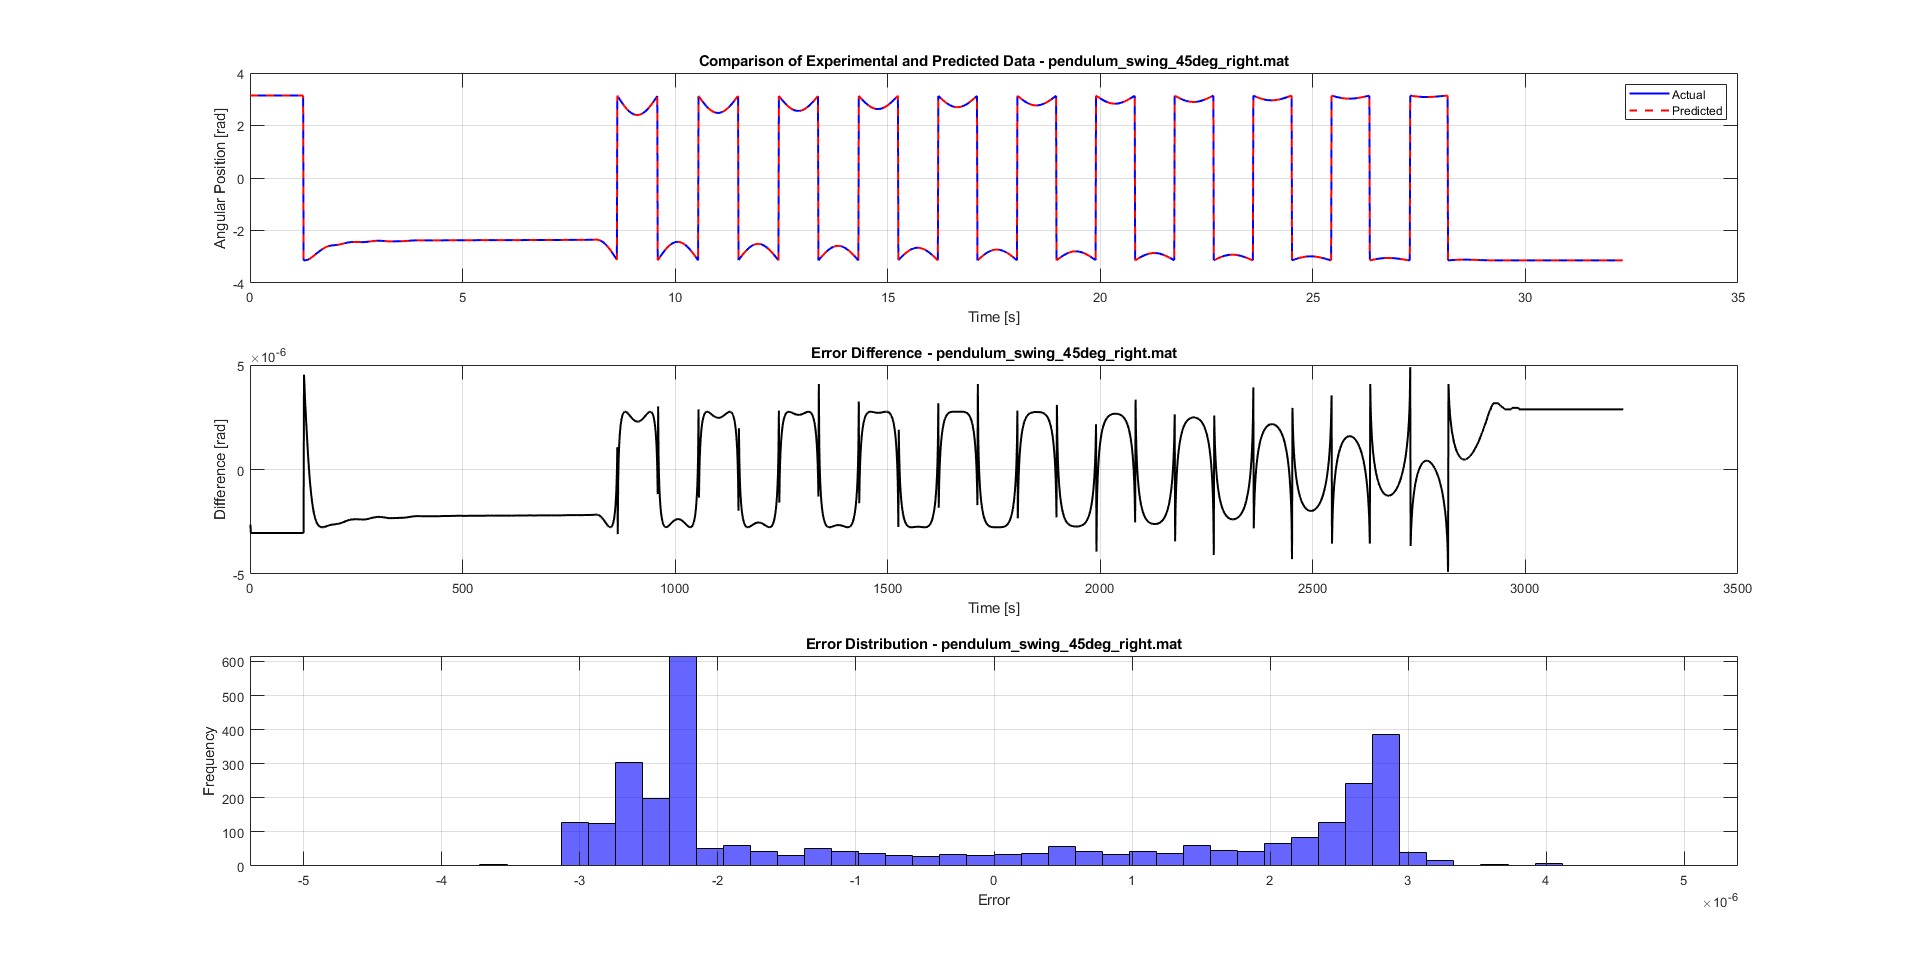 Comparison of Experimental and Predicted Data - pendulum_swing_45deg_right.mat
Angular Position [rad]
4
2
0
-2
-4
0 5 10 15 20 25 30 35
Time [s]
Actual
Predicted
Error Difference - pendulum_swing_45deg_right.mat
×10⁻⁶
Difference [rad]
5
0
-5
0 500 1000 1500 2000 2500 3000 3500
Time [s]
Error Distribution - pendulum_swing_45deg_right.mat
Frequency
600
500
400
300
200
100
0
-5 -4 -3 -2 -1 0 1 2 3 4 5
Error
×10⁻⁶